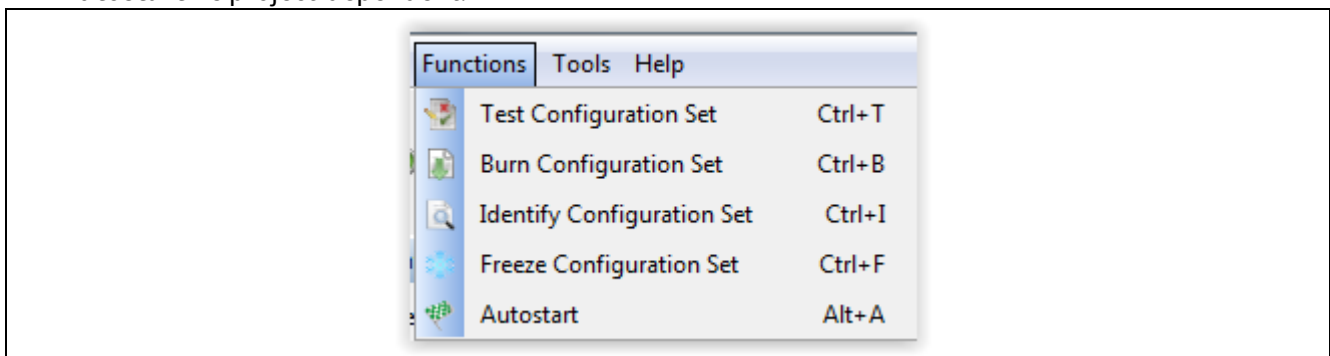 Functions Tools Help
Test Configuration Set Ctrl+T
Burn Configuration Set Ctrl+B
Identify Configuration Set Ctrl+I
Freeze Configuration Set Ctrl+F
Autostart Alt+A